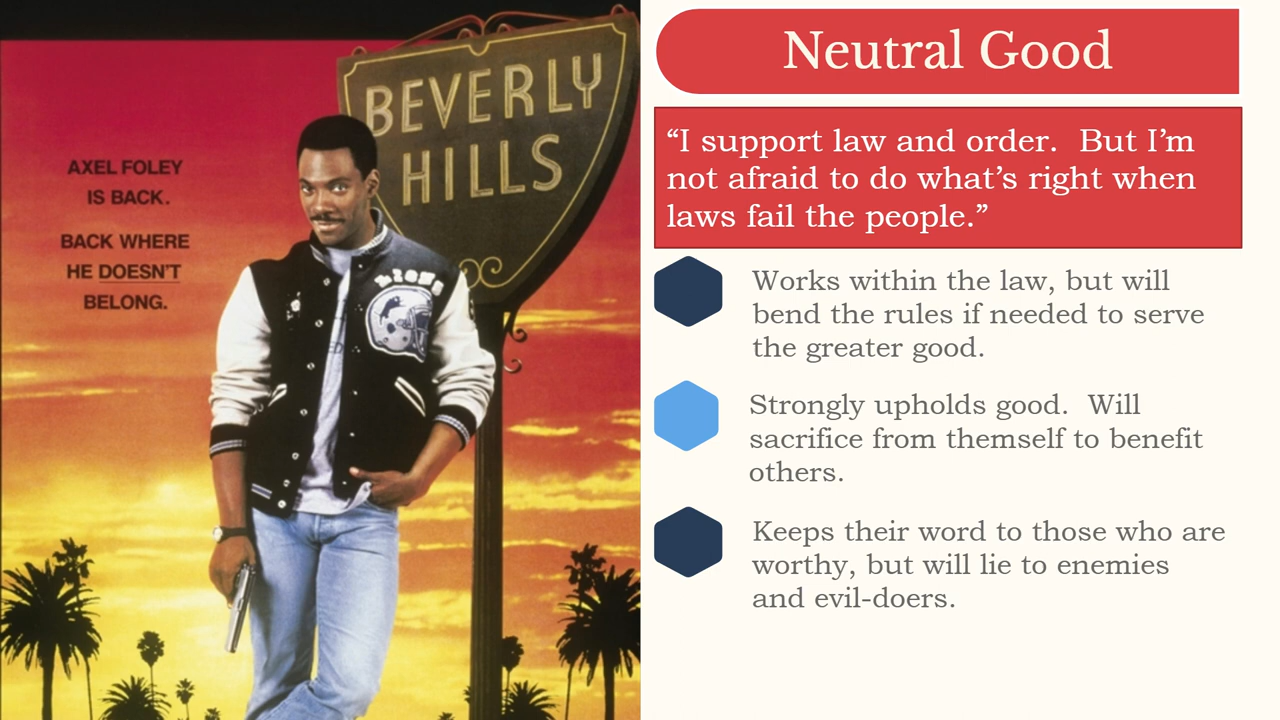 BEVERLY
HILLS
AXEL FOLEY
IS BACK.
BACK WHERE
HE DOESN'T
BELONG.
LIONS
Neutral Good
“I support law and order.  But I’m
not afraid to do what’s right when
laws fail the people.”
Works within the law, but will
bend the rules if needed to serve
the greater good.
Strongly upholds good.  Will
sacrifice from themself to benefit
others.
Keeps their word to those who are
worthy, but will lie to enemies
and evil-doers.